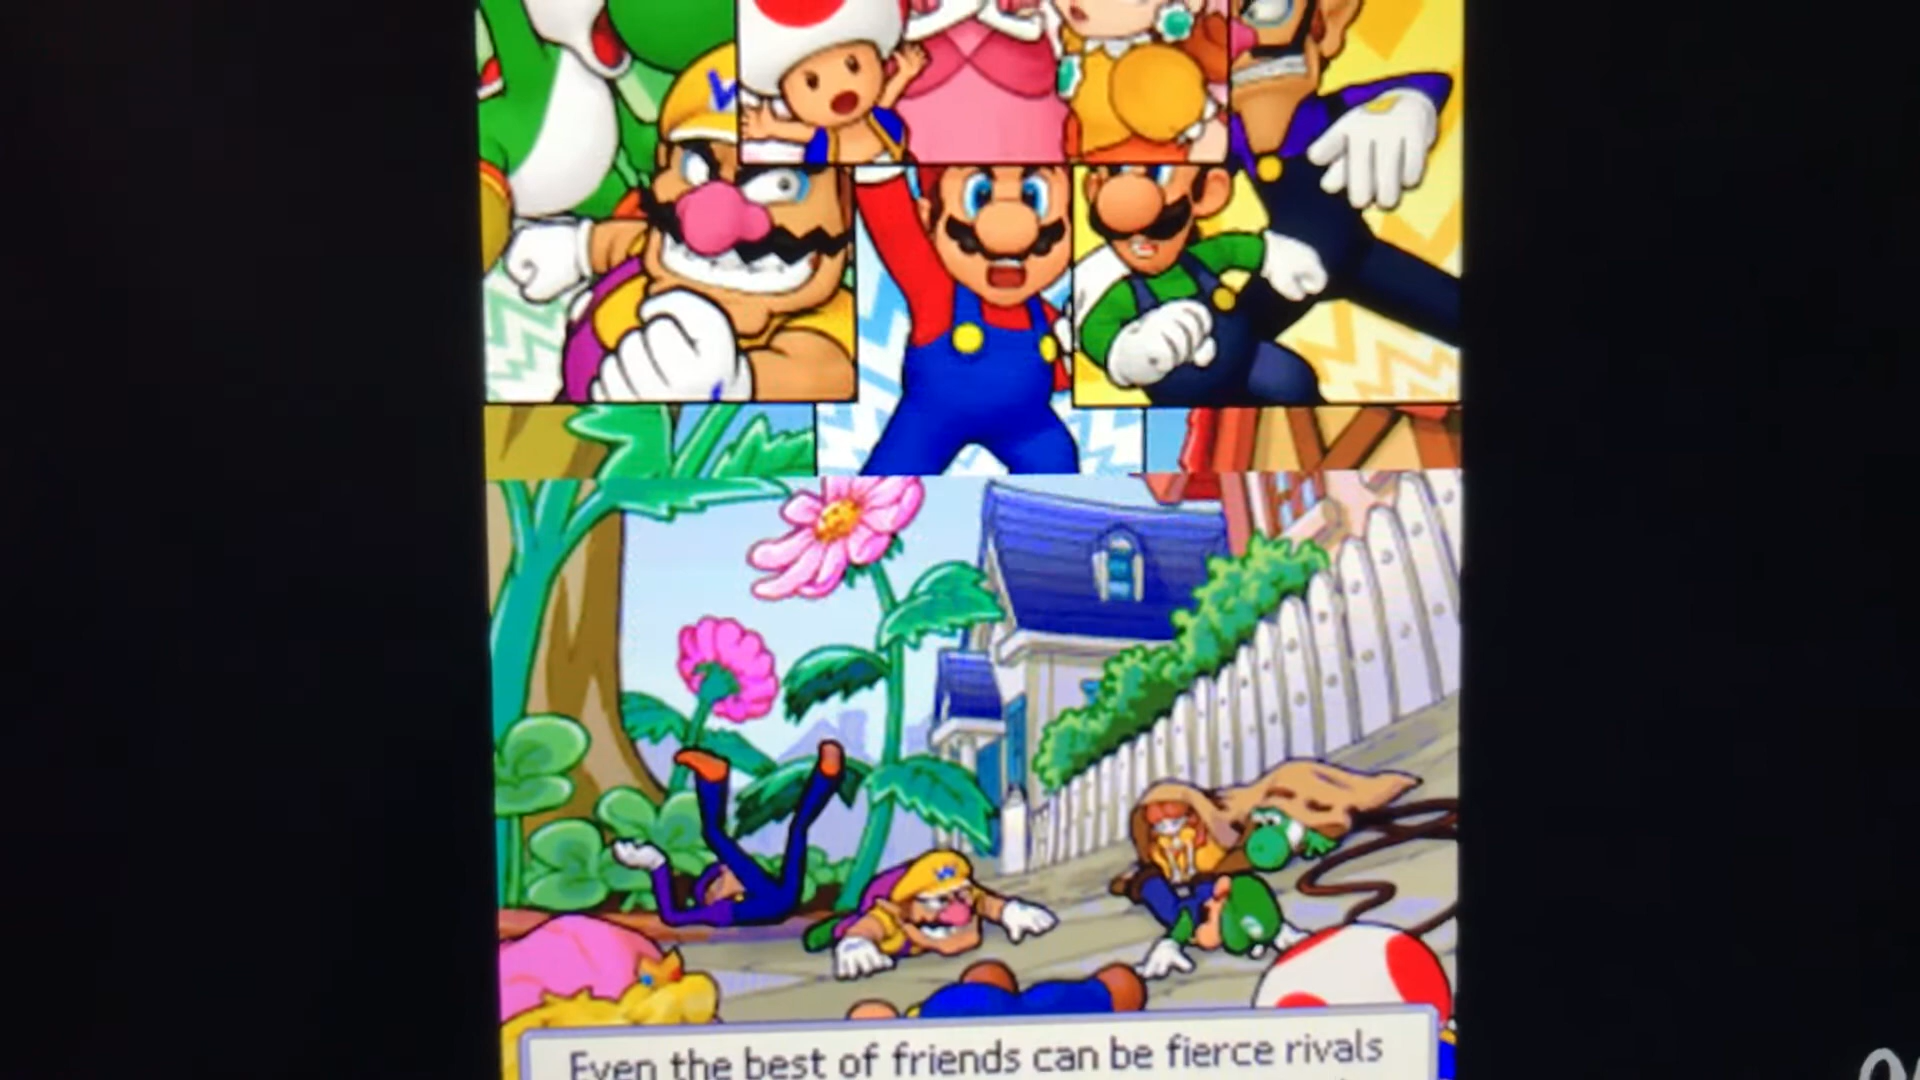 Even the best of friends can be fierce rivals